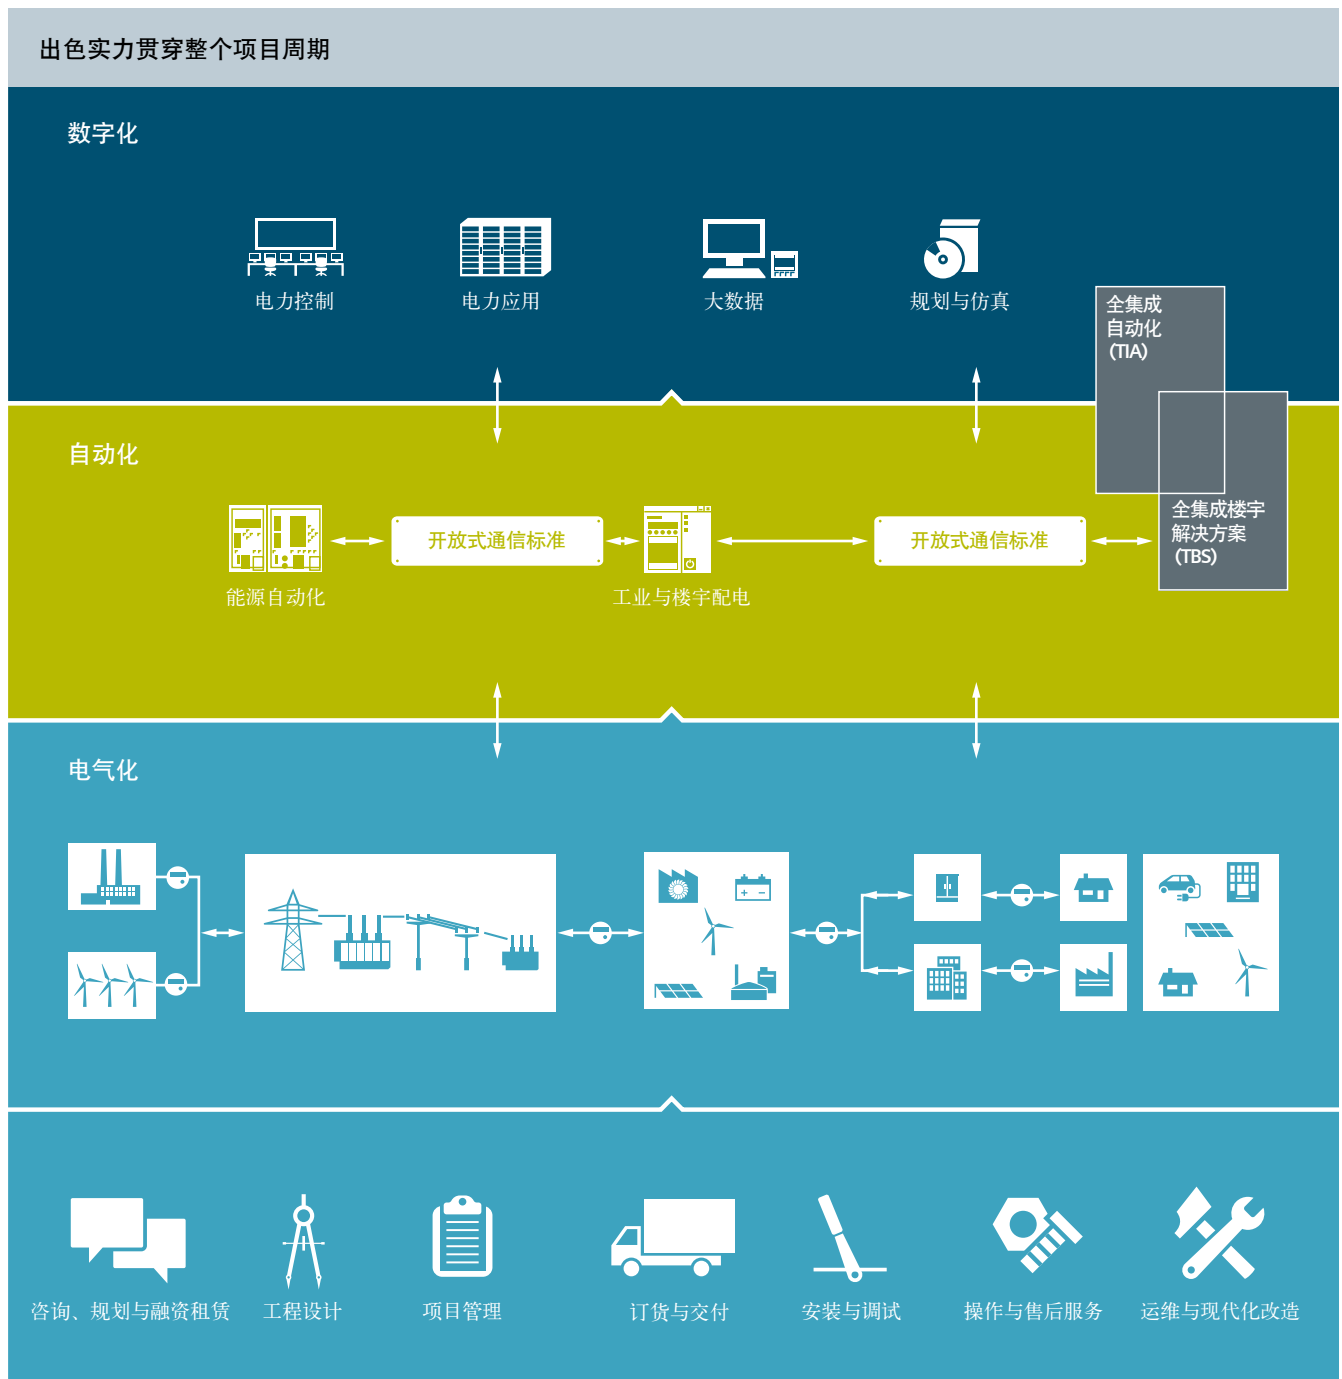 出色实力贯穿整个项目周期
数字化
电力控制
电力应用
大数据
规划与仿真
全集成
自动化
(TIA)
自动化
开放式通信标准
开放式通信标准
全集成楼宇
解决方案
(TBS)
能源自动化
工业与楼宇配电
电气化
咨询、规划与融资租赁
工程设计
项目管理
订货与交付
安装与调试
操作与售后服务
运维与现代化改造